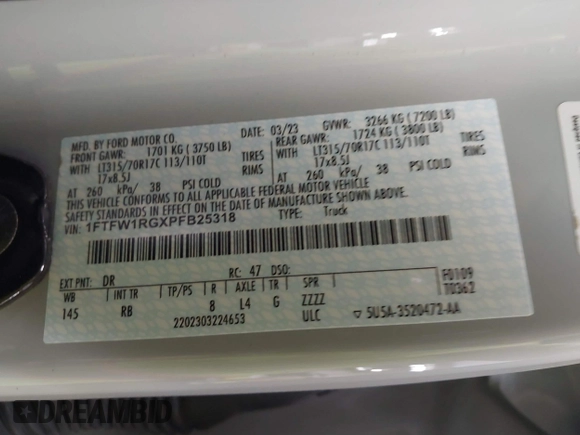 MFD. BY FORD MOTOR CO.
DATE: 03/23 GVWR: 3266 KG ( 7200 LB)
FRONT GAWR: 1701 KG ( 3750 LB) REAR GAWR: 1724 KG ( 3800 LB)
WITH LT315/70R17C 113/110T TIRES WITH LT315/70R17C 113/110T TIRES
17x8.5J RIMS 17x8.5J RIMS
AT 260 kPa/ 38 PSI COLD AT 260 kPa/ 38 PSI COLD
THIS VEHICLE CONFORMS TO ALL APPLICABLE FEDERAL MOTOR VEHICLE
SAFETY AND THEFT PREVENTION STANDARDS IN EFFECT ON THE DATE OF MANUFACTURE SHOWN ABOVE.
VIN: 1FTFW1RGXPFB25318 TYPE: Truck
EXT PNT: DR RC: 47 DSO: F0109
WB INT TR TP/PS R AXLE TR SPR T0362
145 RB 8 L4 G ZZZZ
2202303224653 ULC ▽ 5U5A-3520472-AA
DREAMBID